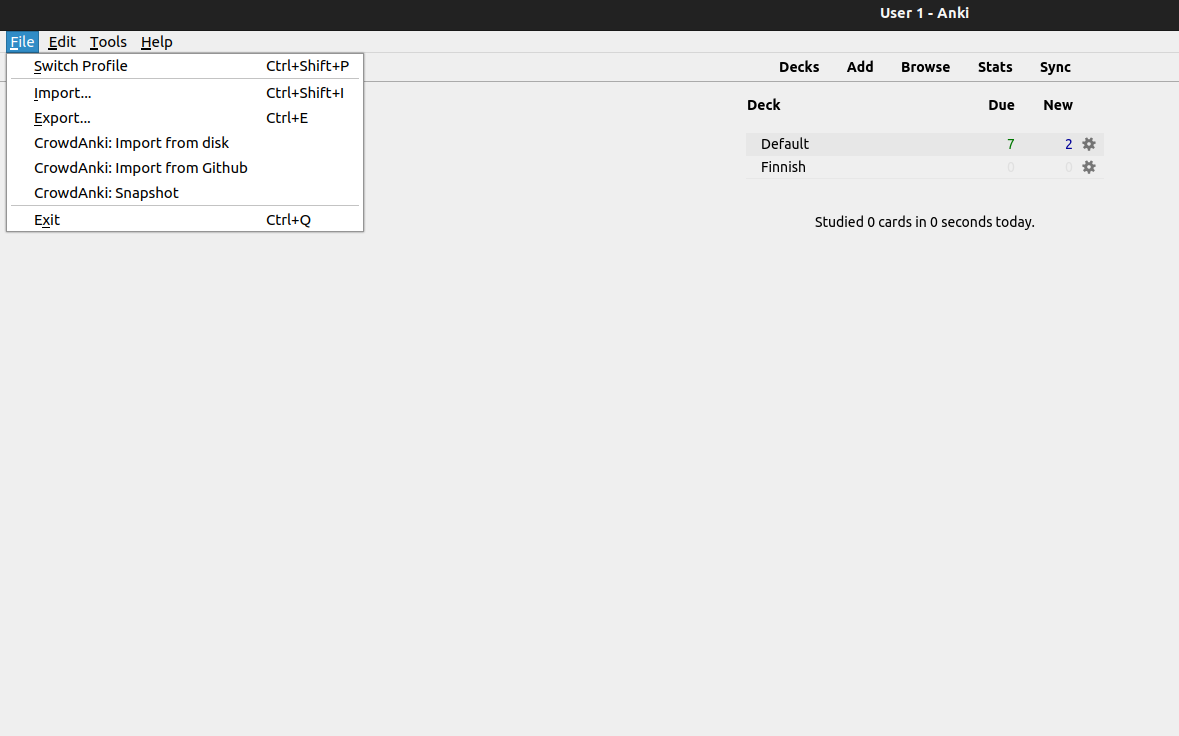 User 1 - Anki
File Edit Tools Help
Switch Profile Ctrl+Shift+P
Import... Ctrl+Shift+I
Export... Ctrl+E
CrowdAnki: Import from disk
CrowdAnki: Import from Github
CrowdAnki: Snapshot
Exit Ctrl+Q
Decks Add Browse Stats Sync
Deck Due New
Default 7 2
Finnish 0 0
Studied 0 cards in 0 seconds today.